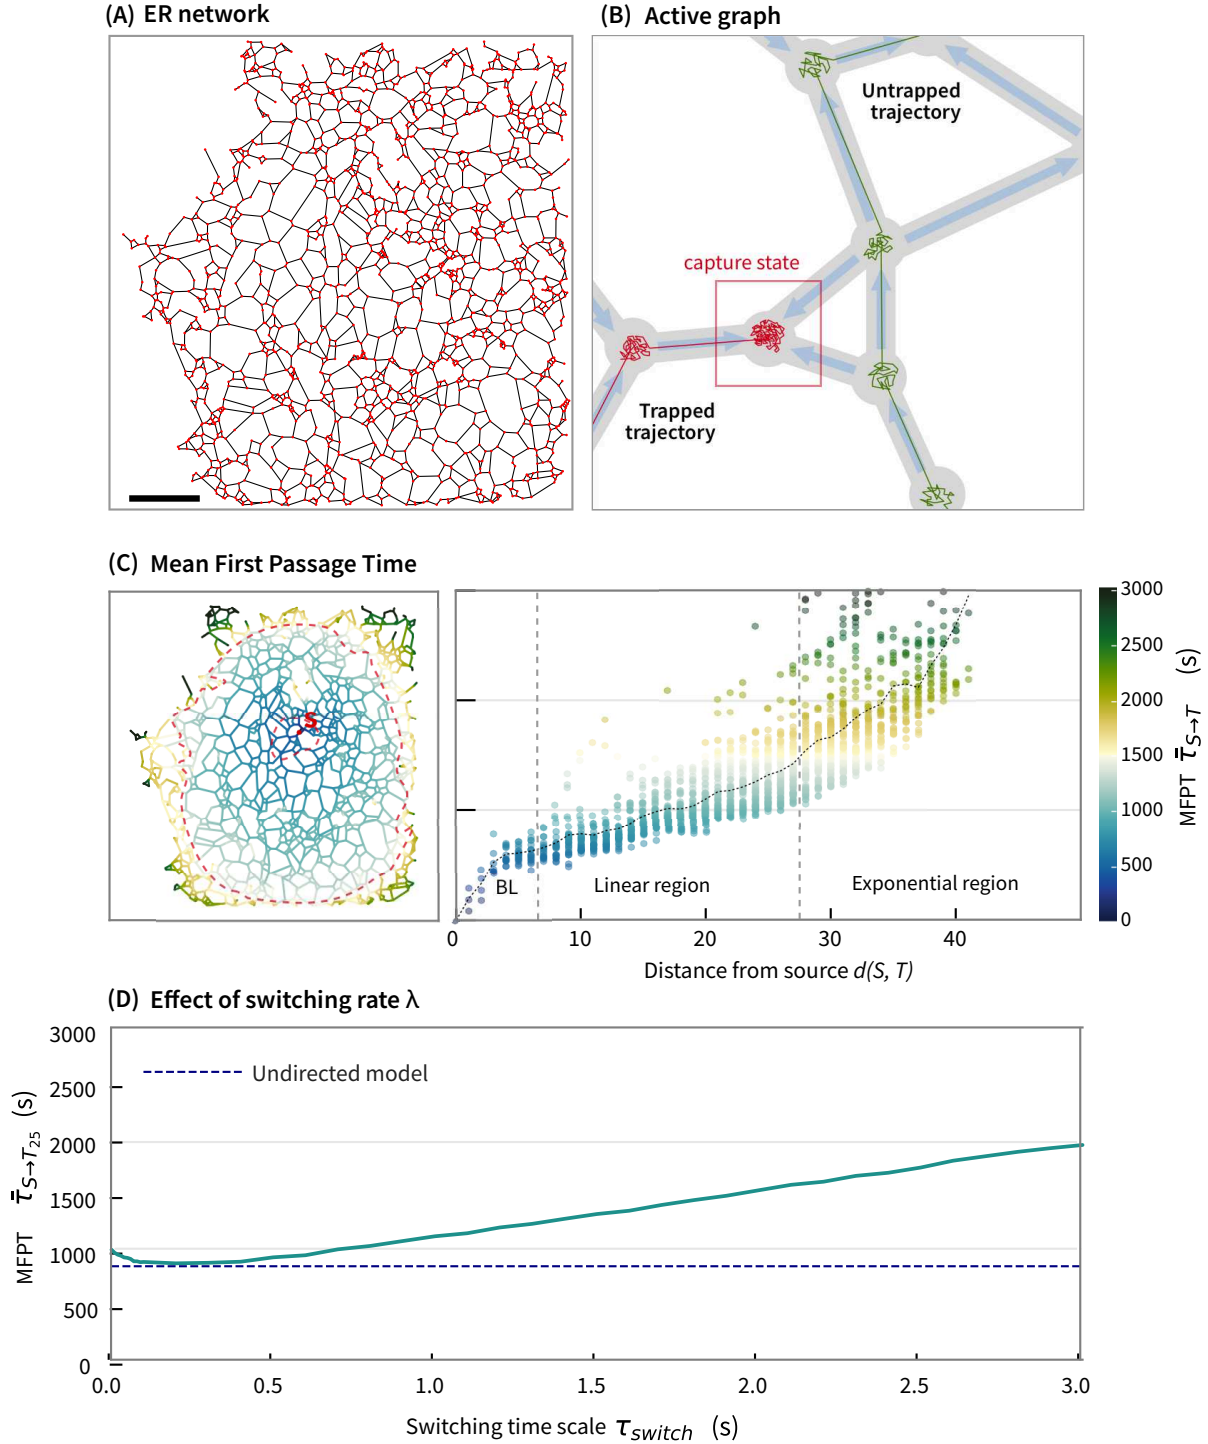 (A) ER network
(B) Active graph
Untrapped
trajectory
capture state
Trapped
trajectory
(C) Mean First Passage Time
S
BL
Linear region
Exponential region
0 10 20 30 40
Distance from source d(S, T)
3000
2500
2000
1500
1000
500
0
MFPT τ̄S→T (s)
(D) Effect of switching rate λ
3000
2500
2000
1500
1000
500
0
MFPT τ̄S→T25 (s)
Undirected model
0.0 0.5 1.0 1.5 2.0 2.5 3.0
Switching time scale τswitch (s)